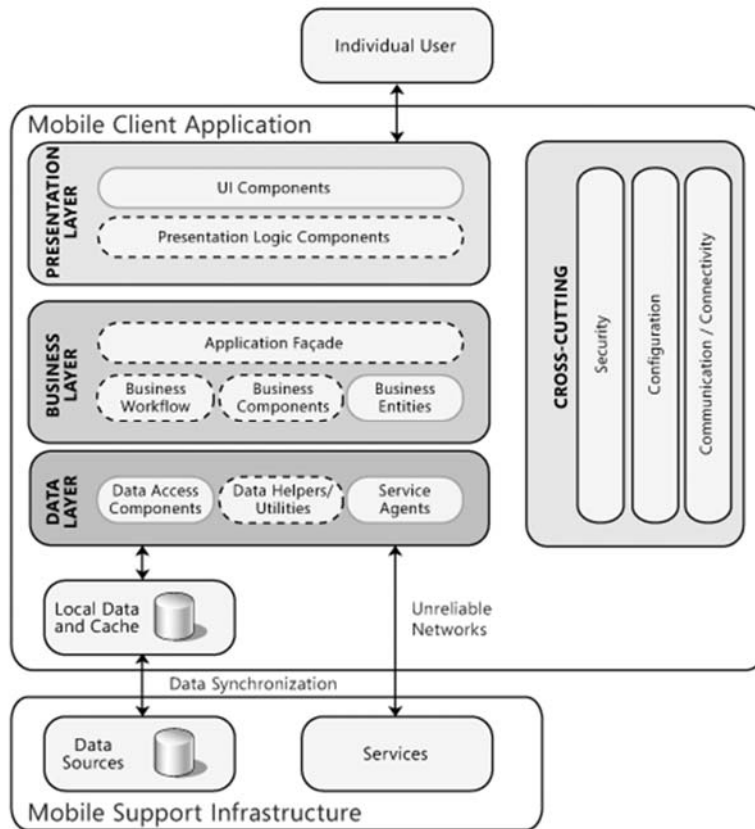 Individual User
Mobile Client Application
PRESENTATION
LAYER
UI Components
Presentation Logic Components
BUSINESS
LAYER
Application Façade
Business
Workflow
Business
Components
Business
Entities
DATA
LAYER
Data Access
Components
Data Helpers/
Utilities
Service
Agents
CROSS-CUTTING
Security
Configuration
Communication / Connectivity
Local Data
and Cache
Unreliable
Networks
Data Synchronization
Data
Sources
Services
Mobile Support Infrastructure